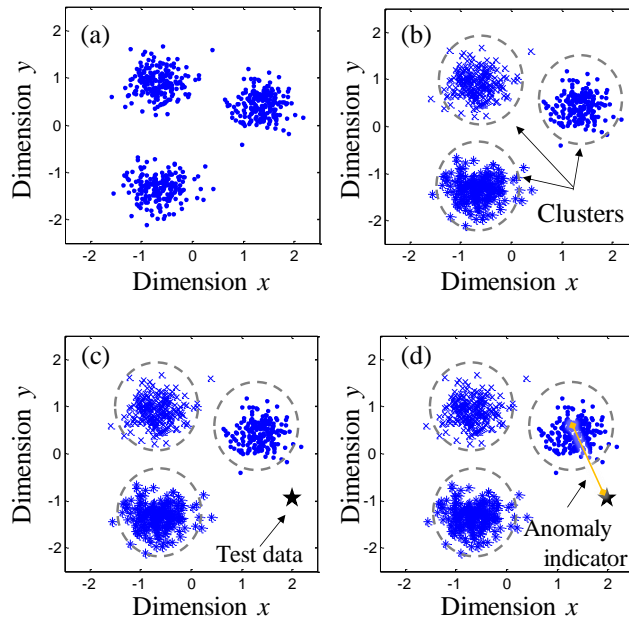 (a)
Dimension y
2
1
0
-1
-2
-2 -1 0 1 2
Dimension x
(b)
Dimension y
2
1
0
-1
-2
Clusters
-2 -1 0 1 2
Dimension x
(c)
Dimension y
2
1
0
-1
-2
Test data
-2 -1 0 1 2
Dimension x
(d)
Dimension y
2
1
0
-1
-2
Anomaly
indicator
-2 -1 0 1 2
Dimension x